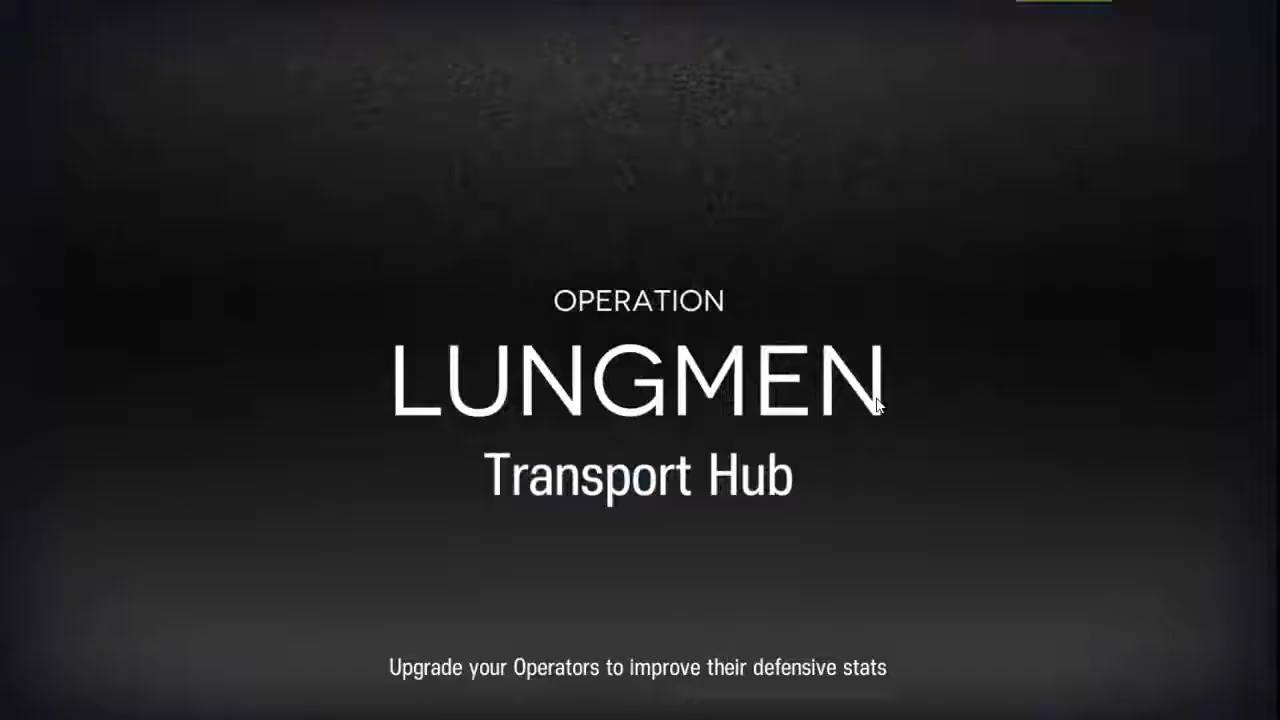 OPERATION
LUNGMEN
Transport Hub
Upgrade your Operators to improve their defensive stats